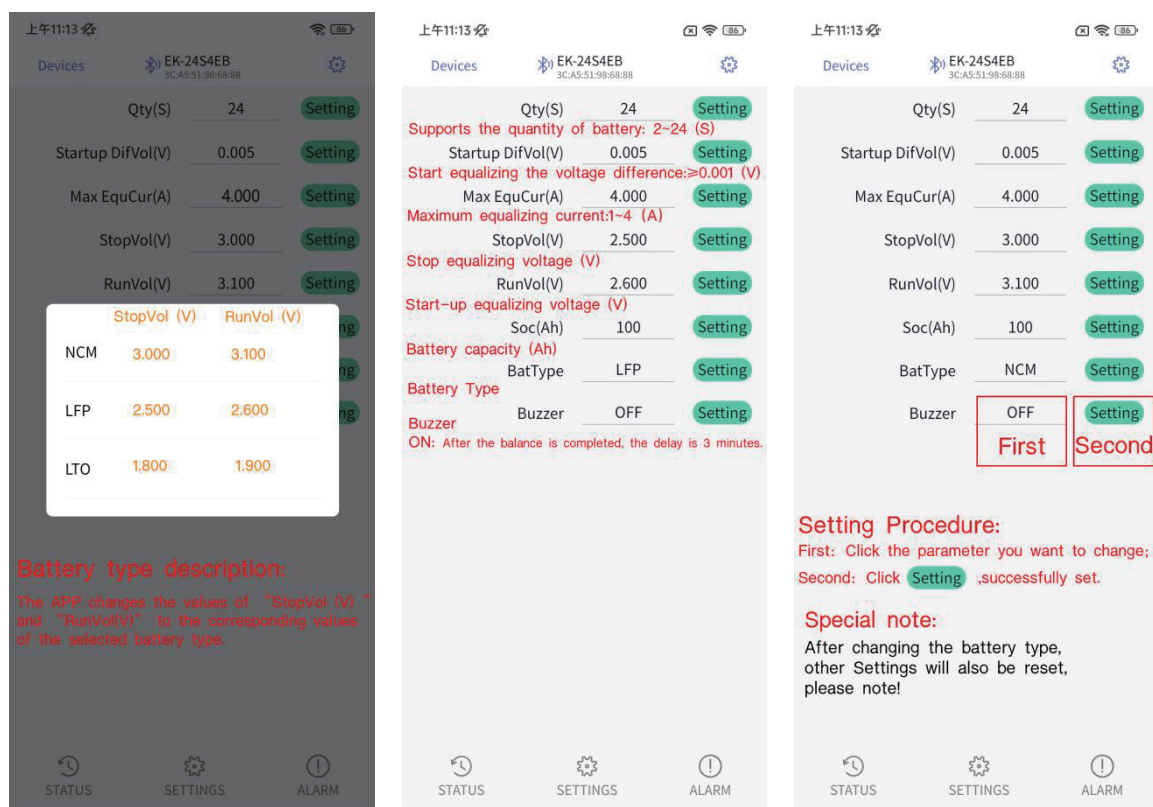 上午11:13
86
Devices
EK-24S4EB
3C:A5:51:98:68:88
Qty(S) 24 Setting
Startup DifVol(V) 0.005 Setting
Max EquCur(A) 4.000 Setting
StopVol(V) 3.000 Setting
RunVol(V) 3.100 Setting
StopVol (V) RunVol (V)
NCM 3.000 3.100
LFP 2.500 2.600
LTO 1.800 1.900
ng
ng
ng
Battery type description:
The APP changes the values of “StopVol (V) ”
and “RunVol(V)” to the corresponding values
of the selected battery type.
STATUS SETTINGS ALARM
上午11:13
86
Devices
EK-24S4EB
3C:A5:51:98:68:88
Qty(S) 24 Setting
Supports the quantity of battery: 2~24 (S)
Startup DifVol(V) 0.005 Setting
Start equalizing the voltage difference:≥0.001 (V)
Max EquCur(A) 4.000 Setting
Maximum equalizing current:1~4 (A)
StopVol(V) 2.500 Setting
Stop equalizing voltage (V)
RunVol(V) 2.600 Setting
Start-up equalizing voltage (V)
Soc(Ah) 100 Setting
Battery capacity (Ah)
BatType LFP Setting
Battery Type
Buzzer OFF Setting
Buzzer
ON: After the balance is completed, the delay is 3 minutes.
STATUS SETTINGS ALARM
上午11:13
86
Devices
EK-24S4EB
3C:A5:51:98:68:88
Qty(S) 24 Setting
Startup DifVol(V) 0.005 Setting
Max EquCur(A) 4.000 Setting
StopVol(V) 3.000 Setting
RunVol(V) 3.100 Setting
Soc(Ah) 100 Setting
BatType NCM Setting
Buzzer OFF Setting
First Second
Setting Procedure:
First: Click the parameter you want to change;
Second: Click Setting ,successfully set.
Special note:
After changing the battery type,
other Settings will also be reset,
please note!
STATUS SETTINGS ALARM